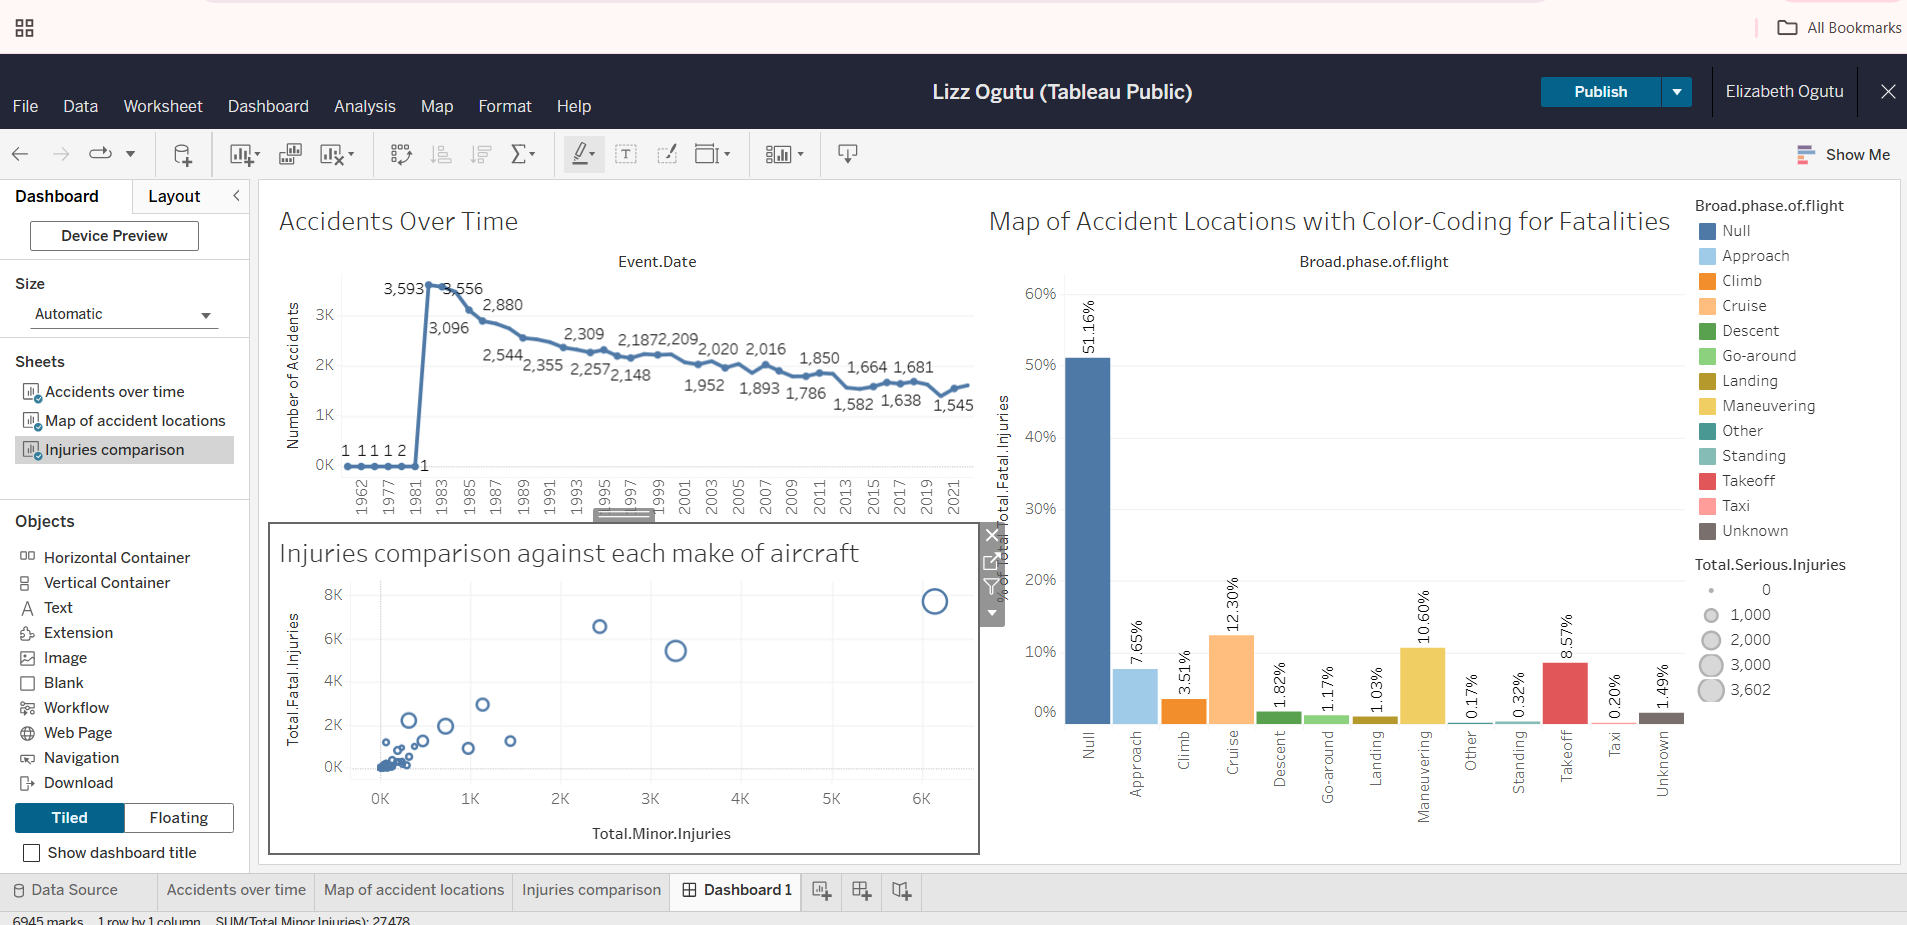 All Bookmarks
Lizz Ogutu (Tableau Public)
Publish
Elizabeth Ogutu
File Data Worksheet Dashboard Analysis Map Format Help
Show Me
Dashboard Layout
Device Preview
Size
Automatic
Sheets
Accidents over time
Map of accident locations
Injuries comparison
Objects
Horizontal Container
Vertical Container
Text
Extension
Image
Blank
Workflow
Web Page
Navigation
Download
Tiled Floating
Show dashboard title
Accidents Over Time
Event.Date
Number of Accidents
3K
2K
1K
0K
3,593 3,556
2,880
3,096
2,544 2,355
2,309
2,257
2,148
2,187 2,209
2,020 2,016
1,952
1,893
1,850
1,786
1,664 1,681
1,582 1,638 1,545
1 1 1 1 2
1
1962 1977 1981 1983 1985 1987 1989 1991 1993 1995 1997 1999 2001 2003 2005 2007 2009 2011 2013 2015 2017 2019 2021
Injuries comparison against each make of aircraft
Total.Fatal.Injuries
8K
6K
4K
2K
0K
0K 1K 2K 3K 4K 5K 6K
Total.Minor.Injuries
Map of Accident Locations with Color-Coding for Fatalities
Broad.phase.of.flight
% of Total Total.Fatal.Injuries
60%
50%
40%
30%
20%
10%
0%
51.16%
7.65%
3.51%
12.30%
1.82%
1.17%
1.03%
10.60%
0.17%
0.32%
8.57%
0.20%
1.49%
Null
Approach
Climb
Cruise
Descent
Go-around
Landing
Maneuvering
Other
Standing
Takeoff
Taxi
Unknown
Broad.phase.of.flight
Null
Approach
Climb
Cruise
Descent
Go-around
Landing
Maneuvering
Other
Standing
Takeoff
Taxi
Unknown
Total.Serious.Injuries
0
1,000
2,000
3,000
3,602
Data Source Accidents over time Map of accident locations Injuries comparison Dashboard 1
6945 marks 1 row by 1 column SUM(Total.Minor.Injuries): 27,478